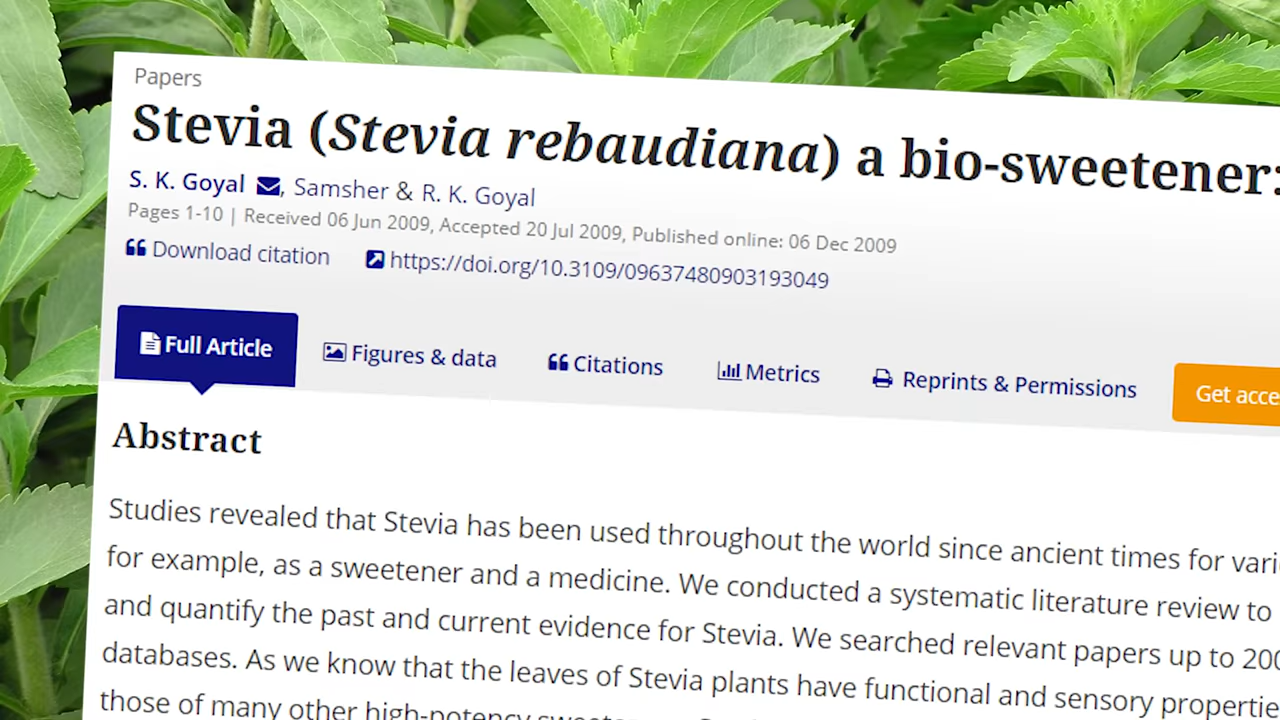 Papers
Stevia (Stevia rebaudiana) a bio-sweetener:
S. K. Goyal, Samsher & R. K. Goyal
Pages 1-10 | Received 06 Jun 2009, Accepted 20 Jul 2009, Published online: 06 Dec 2009
Download citation https://doi.org/10.3109/09637480903193049
Full Article Figures & data Citations Metrics Reprints & Permissions Get
Abstract
Studies revealed that Stevia has been used throughout the world since ancient times for
for example, as a sweetener and a medicine. We conducted a systematic literature review to
and quantify the past and current evidence for Stevia. We searched relevant papers up to
databases. As we know that the leaves of Stevia plants have functional and sensory
those of many other high-potency